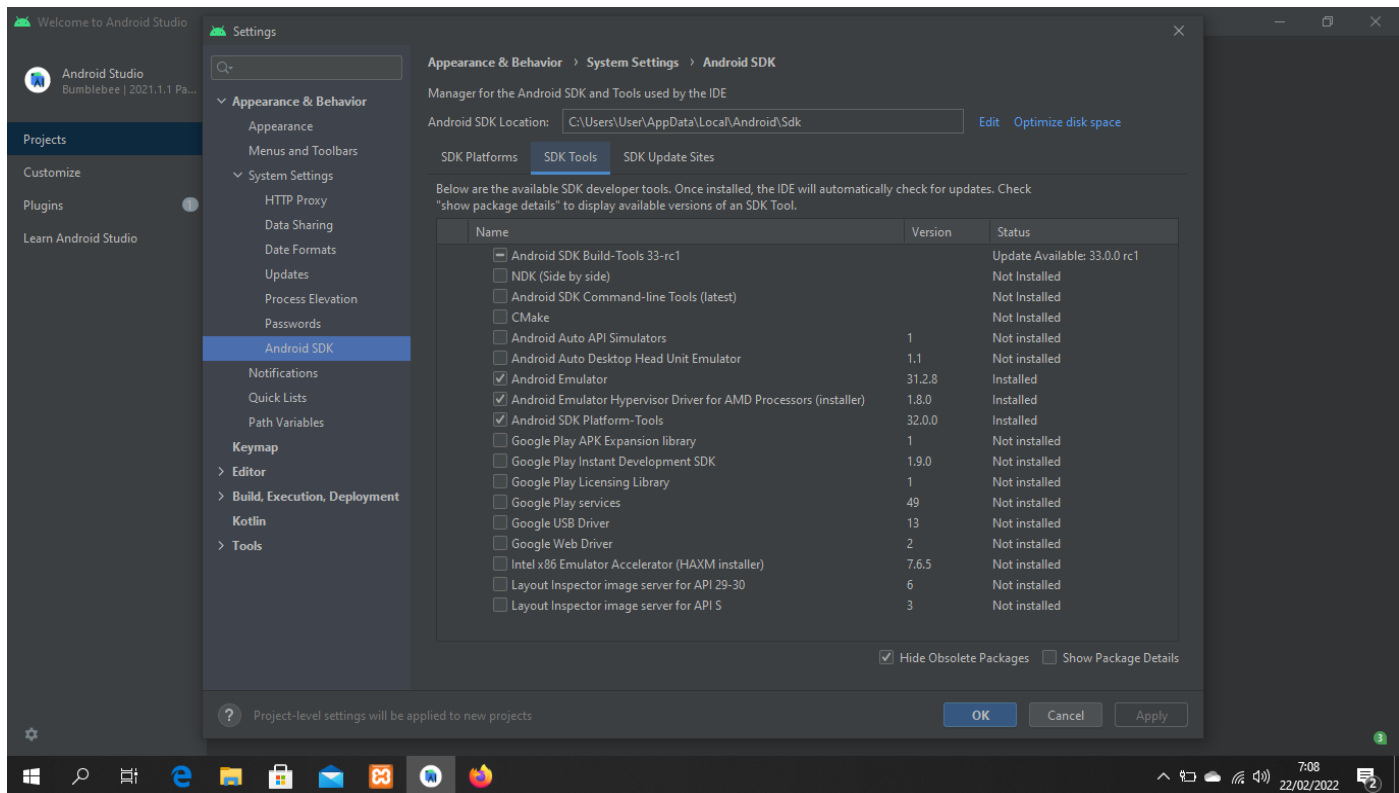 Welcome to Android Studio
Android Studio
Bumblebee | 2021.1.1 Pa...
Projects
Customize
Plugins 1
Learn Android Studio
Settings
Appearance & Behavior
Appearance
Menus and Toolbars
System Settings
HTTP Proxy
Data Sharing
Date Formats
Updates
Process Elevation
Passwords
Android SDK
Notifications
Quick Lists
Path Variables
Keymap
Editor
Build, Execution, Deployment
Kotlin
Tools
Appearance & Behavior › System Settings › Android SDK
Manager for the Android SDK and Tools used by the IDE
Android SDK Location: C:\Users\User\AppData\Local\Android\Sdk Edit Optimize disk space
SDK Platforms SDK Tools SDK Update Sites
Below are the available SDK developer tools. Once installed, the IDE will automatically check for updates. Check
"show package details" to display available versions of an SDK Tool.
Name Version Status
Android SDK Build-Tools 33-rc1 Update Available: 33.0.0 rc1
NDK (Side by side) Not Installed
Android SDK Command-line Tools (latest) Not Installed
CMake Not Installed
Android Auto API Simulators 1 Not installed
Android Auto Desktop Head Unit Emulator 1.1 Not installed
Android Emulator 31.2.8 Installed
Android Emulator Hypervisor Driver for AMD Processors (installer) 1.8.0 Installed
Android SDK Platform-Tools 32.0.0 Installed
Google Play APK Expansion library 1 Not installed
Google Play Instant Development SDK 1.9.0 Not installed
Google Play Licensing Library 1 Not installed
Google Play services 49 Not installed
Google USB Driver 13 Not installed
Google Web Driver 2 Not installed
Intel x86 Emulator Accelerator (HAXM installer) 7.6.5 Not installed
Layout Inspector image server for API 29-30 6 Not installed
Layout Inspector image server for API S 3 Not installed
Hide Obsolete Packages Show Package Details
? Project-level settings will be applied to new projects
OK Cancel Apply
3
7:08
22/02/2022
2